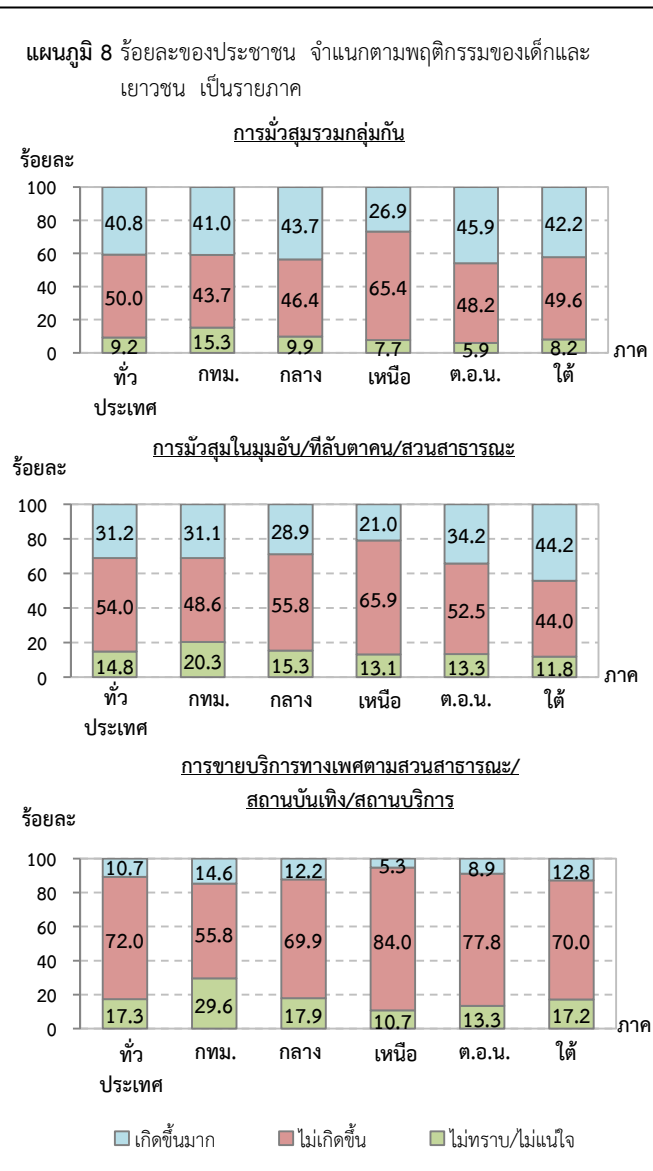 แผนภูมิ 8 ร้อยละของประชาชน จำแนกตามพฤติกรรมของเด็กและ
เยาวชน เป็นรายภาค
การมั่วสุมรวมกลุ่มกัน
ร้อยละ
100
80
60
40
20
0
40.8 41.0 43.7 26.9 45.9 42.2
50.0 43.7 46.4 65.4 48.2 49.6
9.2 15.3 9.9 7.7 5.9 8.2
ภาค
ทั่ว กทม. กลาง เหนือ ต.อ.น. ใต้
ประเทศ
การมั่วสุมในมุมอับ/ที่ลับตาคน/สวนสาธารณะ
ร้อยละ
100
80
60
40
20
0
31.2 31.1 28.9 21.0 34.2 44.2
54.0 48.6 55.8 65.9 52.5 44.0
14.8 20.3 15.3 13.1 13.3 11.8
ภาค
ทั่ว กทม. กลาง เหนือ ต.อ.น. ใต้
ประเทศ
การขายบริการทางเพศตามสวนสาธารณะ/
สถานบันเทิง/สถานบริการ
ร้อยละ
100
80
60
40
20
0
10.7 14.6 12.2 5.3 8.9 12.8
72.0 55.8 69.9 84.0 77.8 70.0
17.3 29.6 17.9 10.7 13.3 17.2
ภาค
ทั่ว กทม. กลาง เหนือ ต.อ.น. ใต้
ประเทศ
เกิดขึ้นมาก ไม่เกิดขึ้น ไม่ทราบ/ไม่แน่ใจ